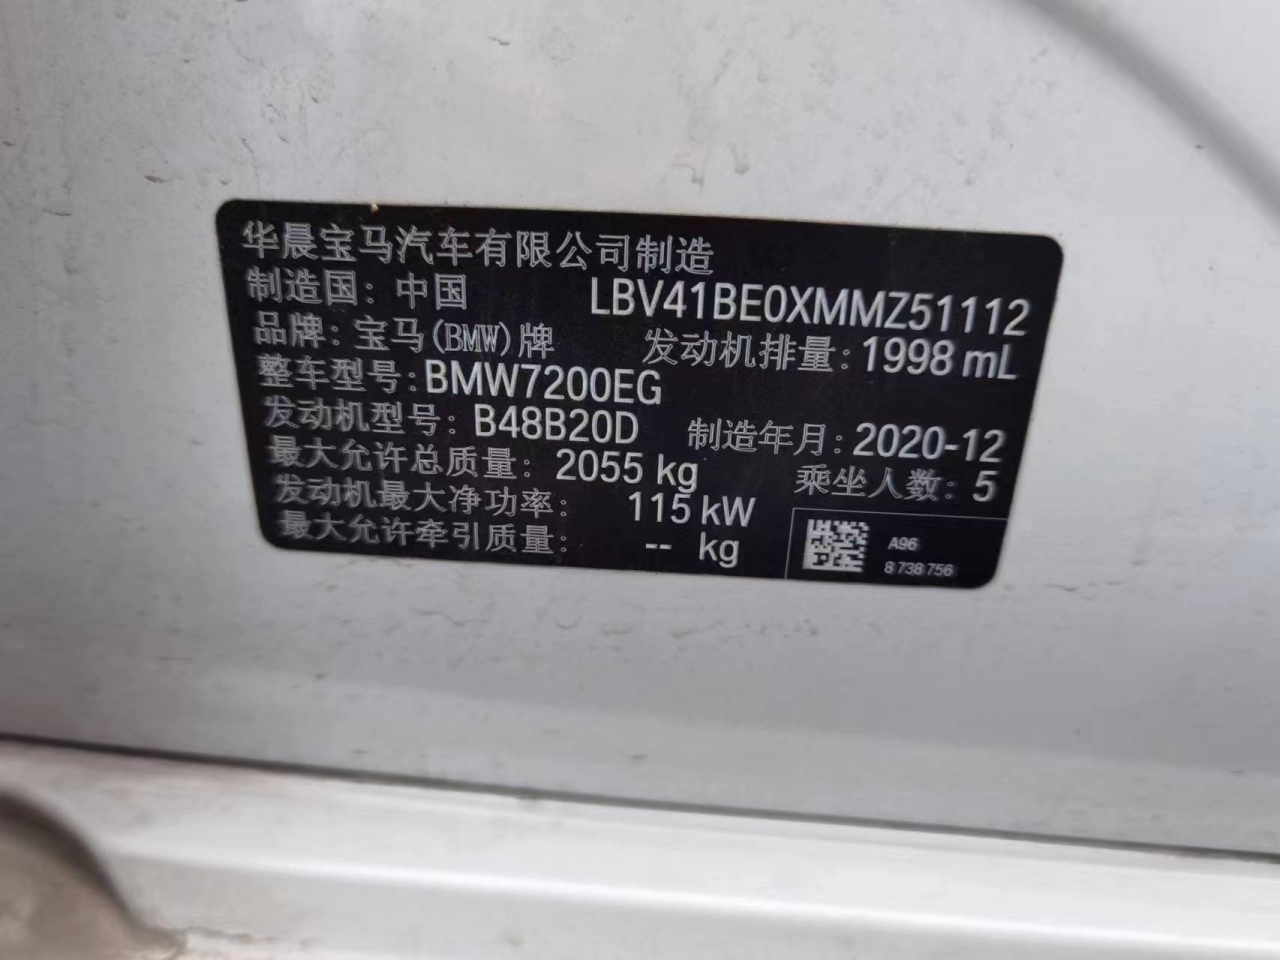 华晨宝马汽车有限公司制造
制造国：中国 LBV41BE0XMMZ51112
品牌：宝马(BMW)牌 发动机排量：1998 mL
整车型号：BMW7200EG
发动机型号：B48B20D 制造年月：2020-12
最大允许总质量：2055 kg 乘坐人数：5
发动机最大净功率：115 kW
最大允许牵引质量：-- kg
A96
8 738 756